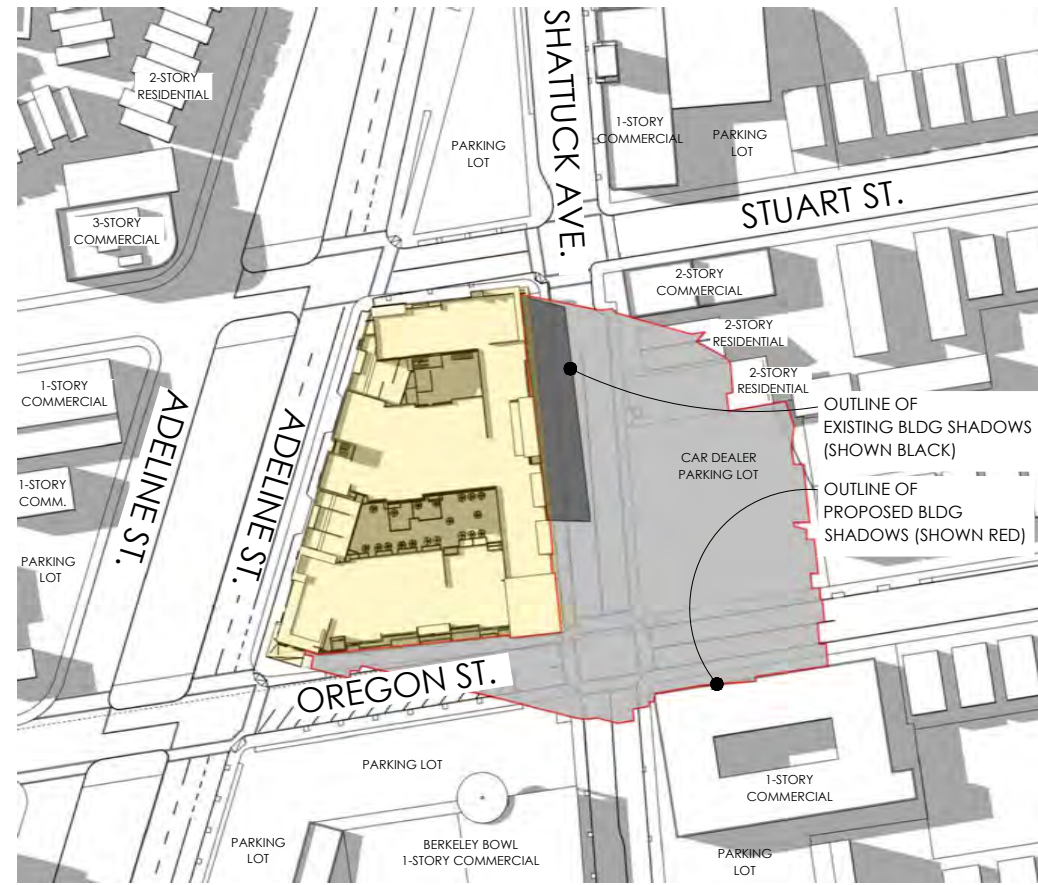 SHATTUCK AVE.
2-STORY
RESIDENTIAL
PARKING
LOT
1-STORY
COMMERCIAL
PARKING
LOT
STUART ST.
3-STORY
COMMERCIAL
2-STORY
COMMERCIAL
2-STORY
RESIDENTIAL
2-STORY
RESIDENTIAL
1-STORY
COMMERCIAL
ADELINE ST.
ADELINE ST.
OUTLINE OF
EXISTING BLDG SHADOWS
(SHOWN BLACK)
CAR DEALER
PARKING LOT
1-STORY
COMM.
OUTLINE OF
PROPOSED BLDG
SHADOWS (SHOWN RED)
PARKING
LOT
OREGON ST.
PARKING LOT
1-STORY
COMMERCIAL
PARKING
LOT
BERKELEY BOWL
1-STORY COMMERCIAL
PARKING
LOT